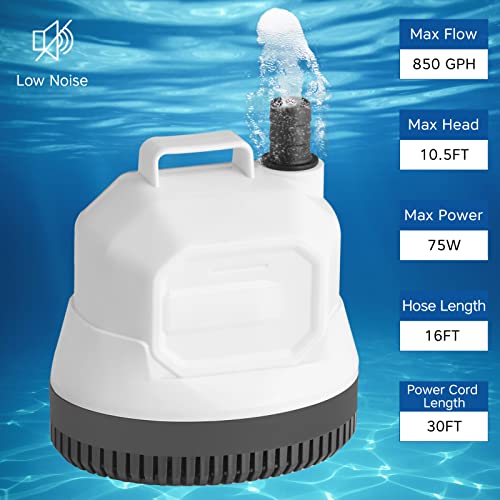 Low Noise
Max Flow
850 GPH
Max Head
10.5FT
Max Power
75W
Hose Length
16FT
Power Cord
Length
30FT